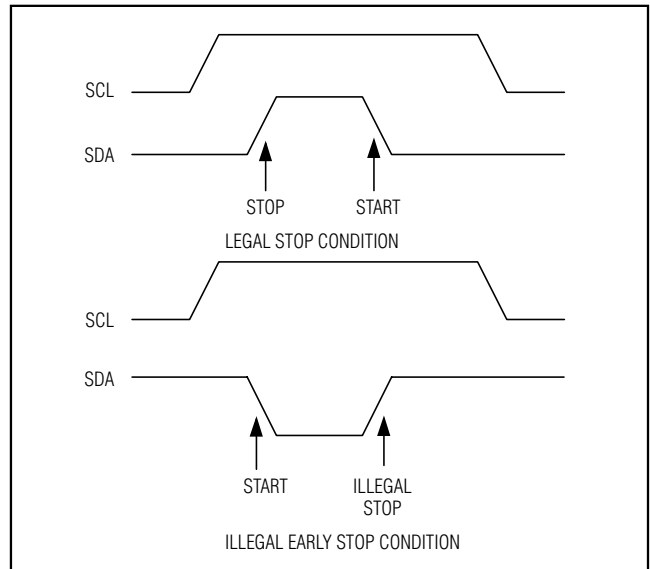 SCL
SDA
STOP START
LEGAL STOP CONDITION
SCL
SDA
START ILLEGAL
STOP
ILLEGAL EARLY STOP CONDITION